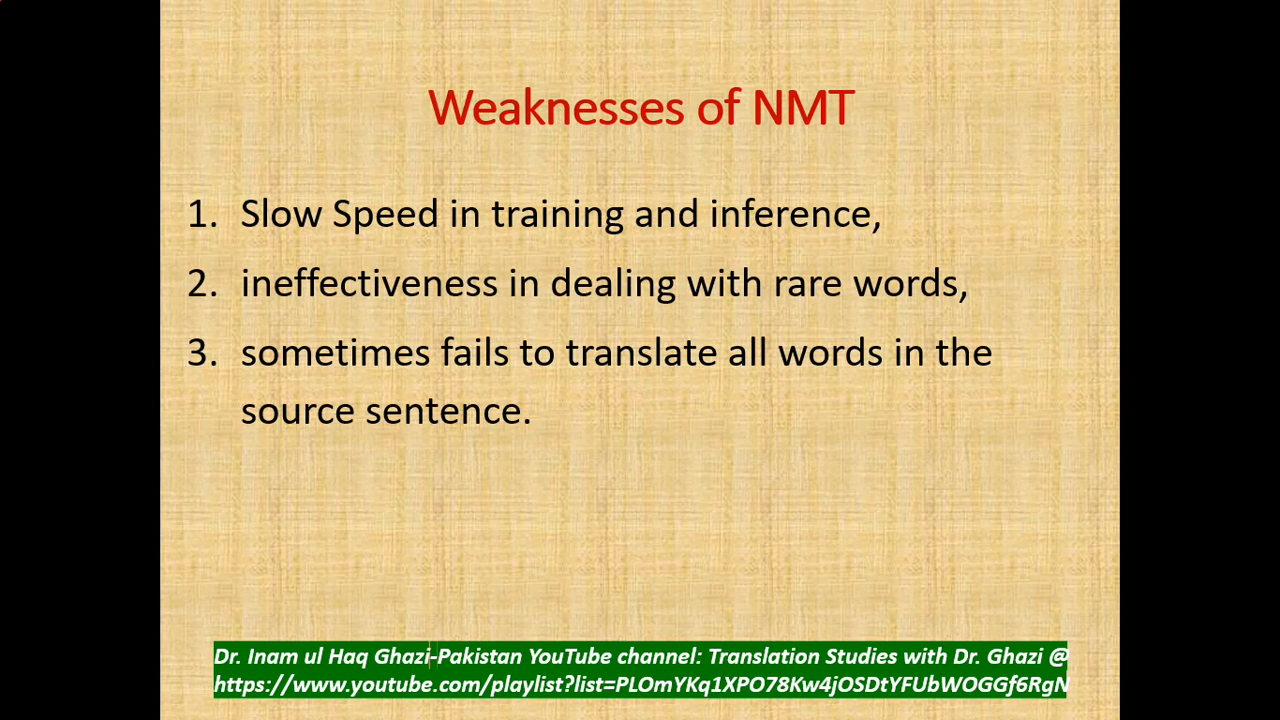 Weaknesses of NMT
1. Slow Speed in training and inference,
2. ineffectiveness in dealing with rare words,
3. sometimes fails to translate all words in the
source sentence.
Dr. Inam ul Haq Ghazi-Pakistan YouTube channel: Translation Studies with Dr. Ghazi @
https://www.youtube.com/playlist?list=PLOmYKq1XPO78Kw4jOSDtYFUbWOGGf6RgN